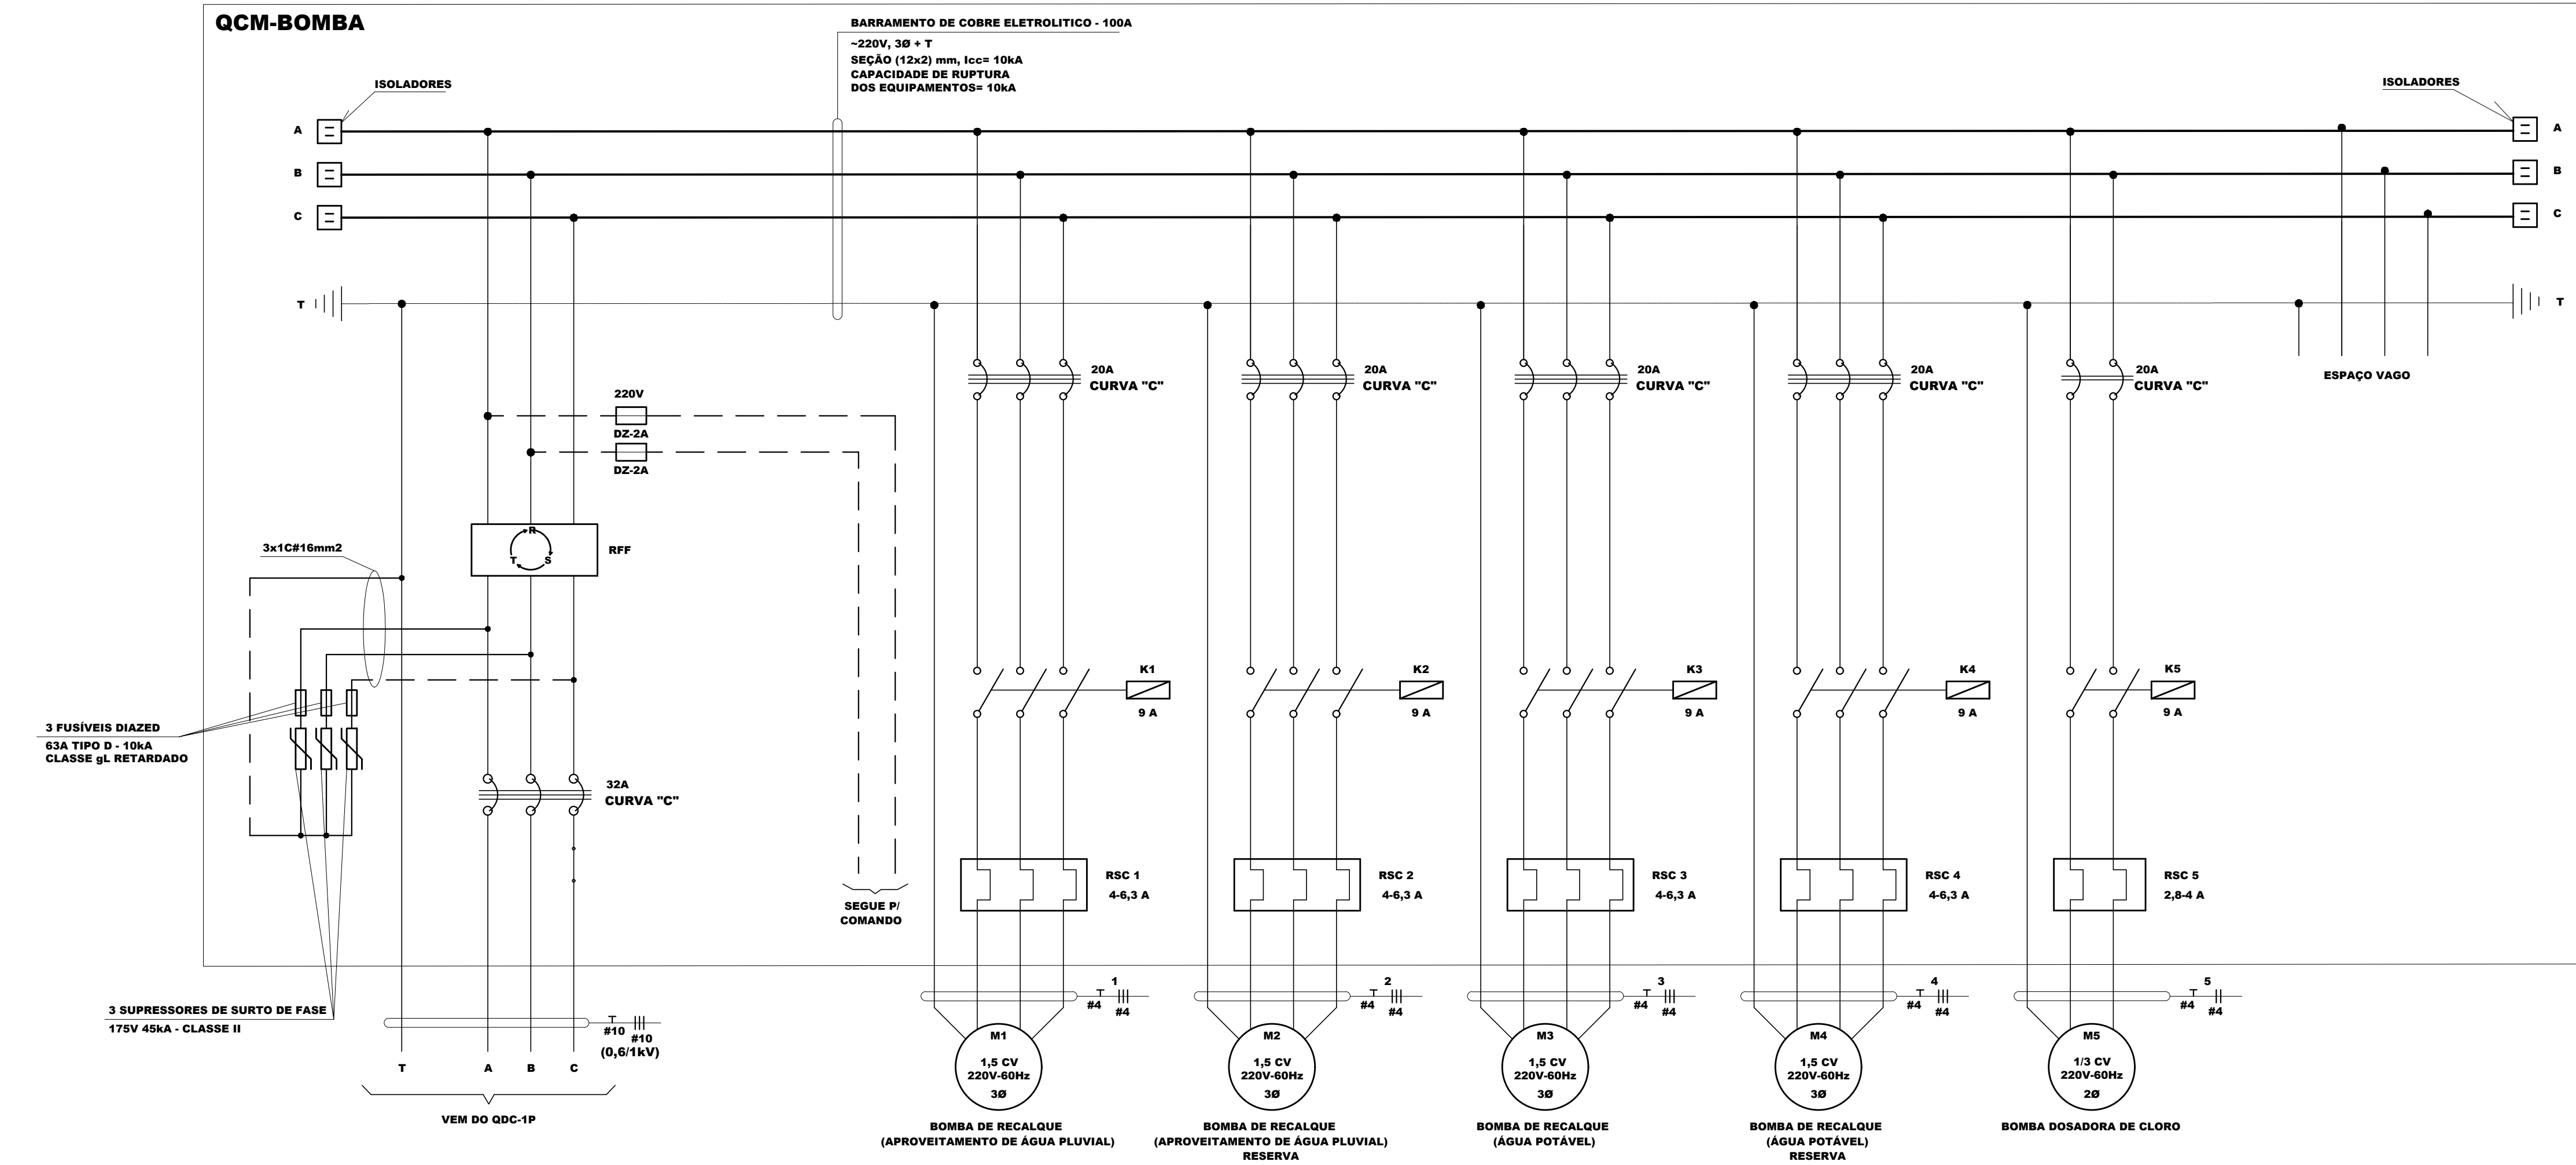 QCM-BOMBA
BARRAMENTO DE COBRE ELETROLITICO - 100A
~220V, 3Ø + T
SEÇÃO (12x2) mm, Icc= 10kA
CAPACIDADE DE RUPTURA
DOS EQUIPAMENTOS= 10kA
ISOLADORES
ISOLADORES
A
A
B
B
C
C
T
T
20A
CURVA "C"
20A
CURVA "C"
20A
CURVA "C"
20A
CURVA "C"
20A
CURVA "C"
ESPAÇO VAGO
220V
DZ-2A
DZ-2A
R
T
S
RFF
3x1C#16mm2
K1
9 A
K2
9 A
K3
9 A
K4
9 A
K5
9 A
3 FUSÍVEIS DIAZED
63A TIPO D - 10kA
CLASSE gL RETARDADO
32A
CURVA "C"
SEGUE P/
COMANDO
RSC 1
4-6,3 A
RSC 2
4-6,3 A
RSC 3
4-6,3 A
RSC 4
4-6,3 A
RSC 5
2,8-4 A
3 SUPRESSORES DE SURTO DE FASE
175V 45kA - CLASSE II
#10
#10
(0,6/1kV)
T
A
B
C
VEM DO QDC-1P
1
#4
#4
2
#4
#4
3
#4
#4
4
#4
#4
5
#4
#4
M1
1,5 CV
220V-60Hz
3Ø
BOMBA DE RECALQUE
(APROVEITAMENTO DE ÁGUA PLUVIAL)
M2
1,5 CV
220V-60Hz
3Ø
BOMBA DE RECALQUE
(APROVEITAMENTO DE ÁGUA PLUVIAL)
RESERVA
M3
1,5 CV
220V-60Hz
3Ø
BOMBA DE RECALQUE
(ÁGUA POTÁVEL)
M4
1,5 CV
220V-60Hz
3Ø
BOMBA DE RECALQUE
(ÁGUA POTÁVEL)
RESERVA
M5
1/3 CV
220V-60Hz
2Ø
BOMBA DOSADORA DE CLORO